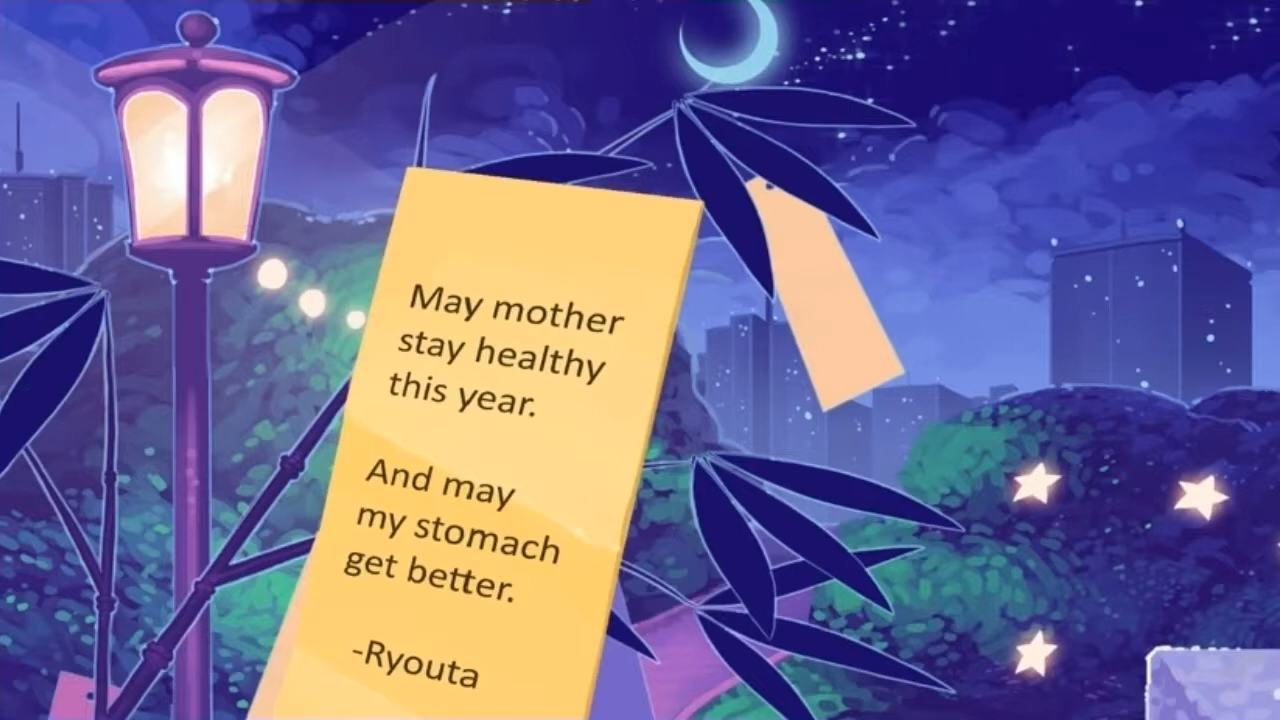 May mother
stay healthy
this year.
And may
my stomach
get better.
-Ryouta